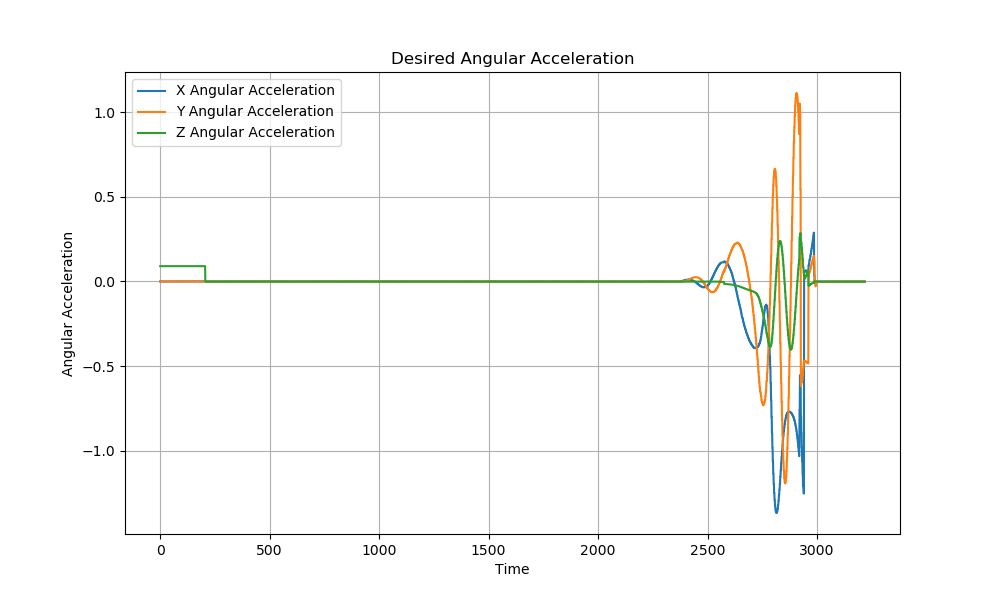 Desired Angular Acceleration
X Angular Acceleration
Y Angular Acceleration
Z Angular Acceleration
1.0
0.5
0.0
−0.5
−1.0
Angular Acceleration
0 500 1000 1500 2000 2500 3000
Time